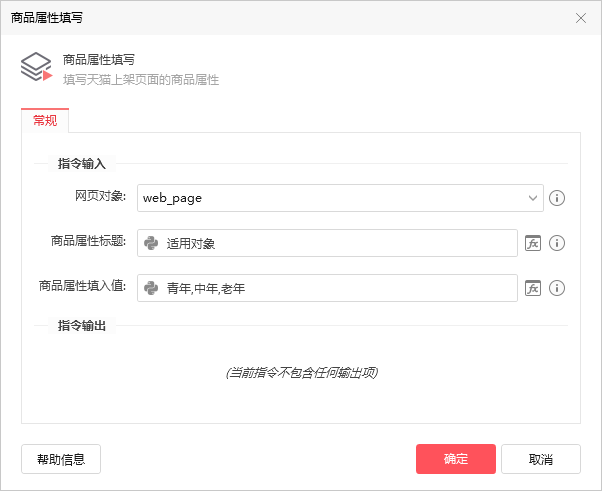 商品属性填写
商品属性填写
填写天猫上架页面的商品属性
常规
指令输入
网页对象: web_page
商品属性标题: 适用对象 fx
商品属性填入值: 青年,中年,老年 fx
指令输出
(当前指令不包含任何输出项)
帮助信息 确定 取消